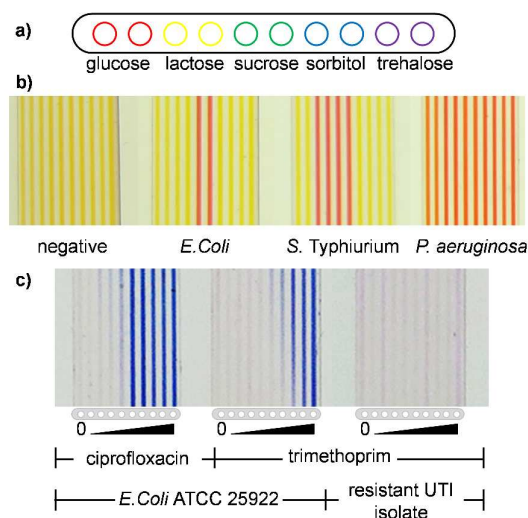 a)
glucose lactose sucrose sorbitol trehalose
b)
negative E.Coli S. Typhiurium P. aeruginosa
c)
0 0 0
ciprofloxacin trimethoprim
E.Coli ATCC 25922 resistant UTI
isolate